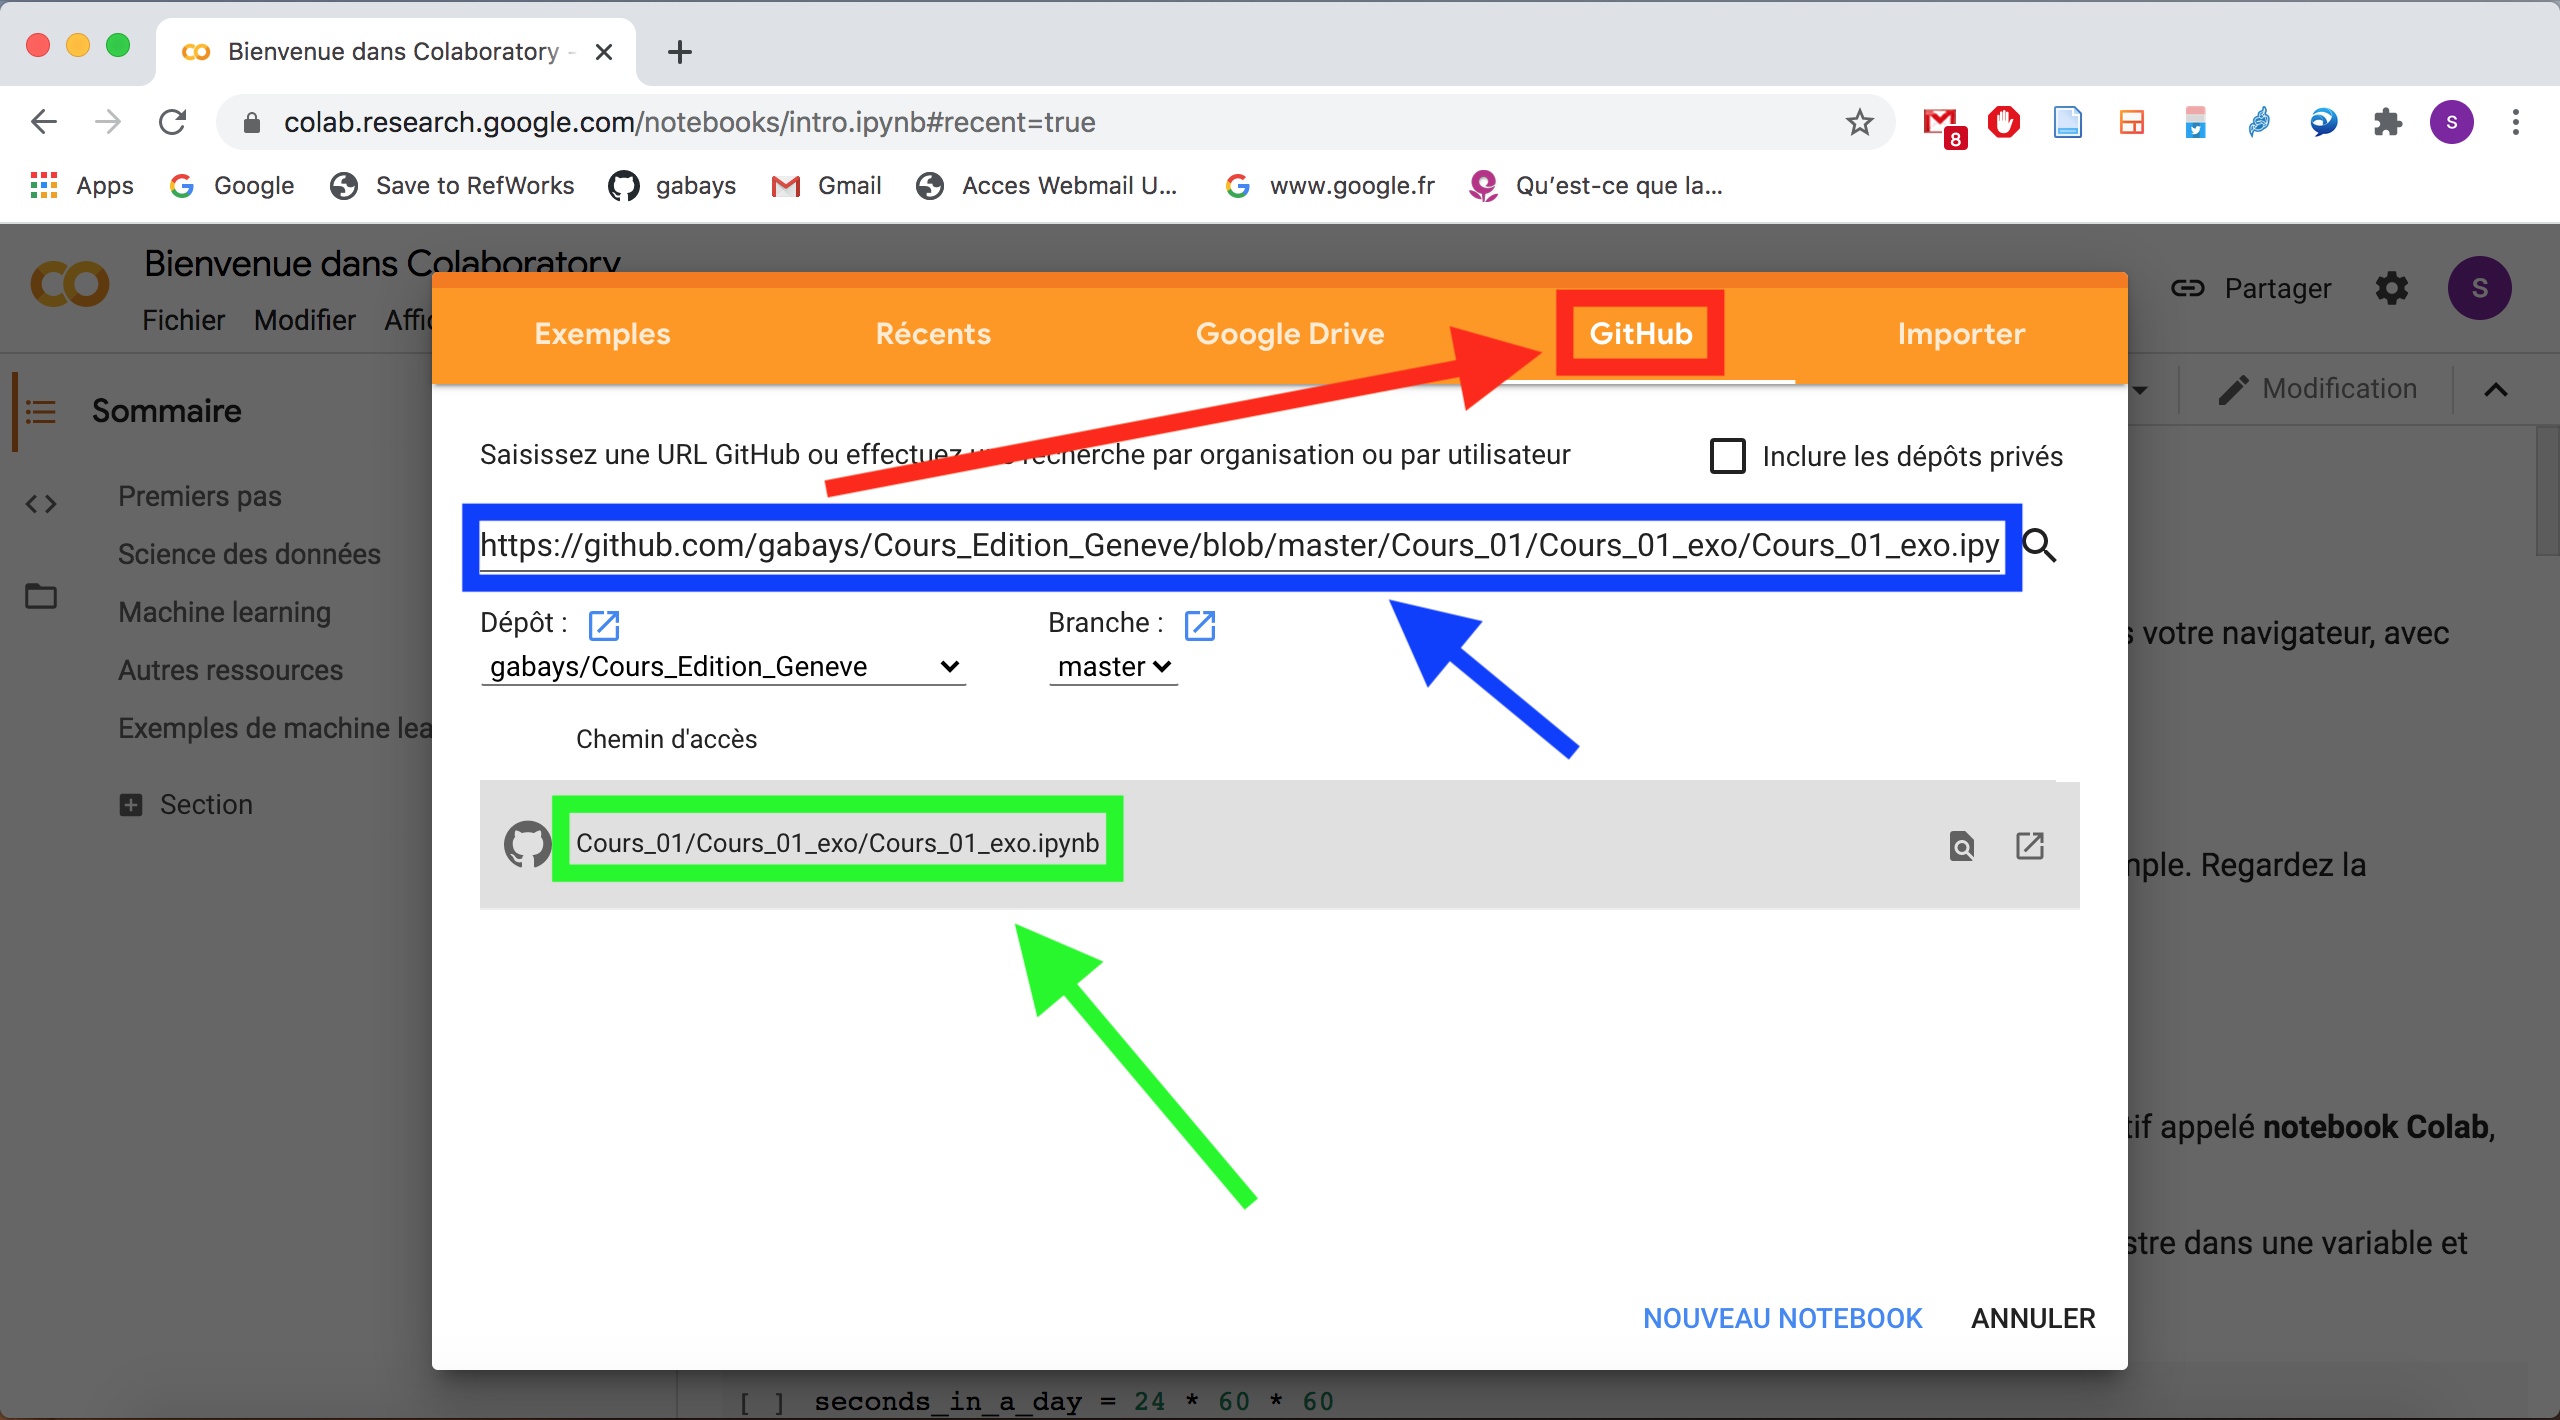 Bienvenue dans Colaboratory -
colab.research.google.com/notebooks/intro.ipynb#recent=true
8
S
Apps
Google
Save to RefWorks
gabays
Gmail
Acces Webmail U...
www.google.fr
Qu'est-ce que la...
Bienvenue dans Colaboratory
Fichier
Modifier
Partager
S
Exemples
Récents
Google Drive
GitHub
Importer
Modification
Sommaire
Premiers pas
Science des données
Machine learning
Autres ressources
Exemples de machine lea
Section
Saisissez une URL GitHub ou effectuez une recherche par organisation ou par utilisateur
Inclure les dépôts privés
https://github.com/gabays/Cours_Edition_Geneve/blob/master/Cours_01/Cours_01_exo/Cours_01_exo.ipy
Dépôt :
Branche :
gabays/Cours_Edition_Geneve
master
Chemin d'accès
Cours_01/Cours_01_exo/Cours_01_exo.ipynb
votre navigateur, avec
mple. Regardez la
tif appelé notebook Colab,
stre dans une variable et
NOUVEAU NOTEBOOK
ANNULER
[ ] seconds_in_a_day = 24 * 60 * 60